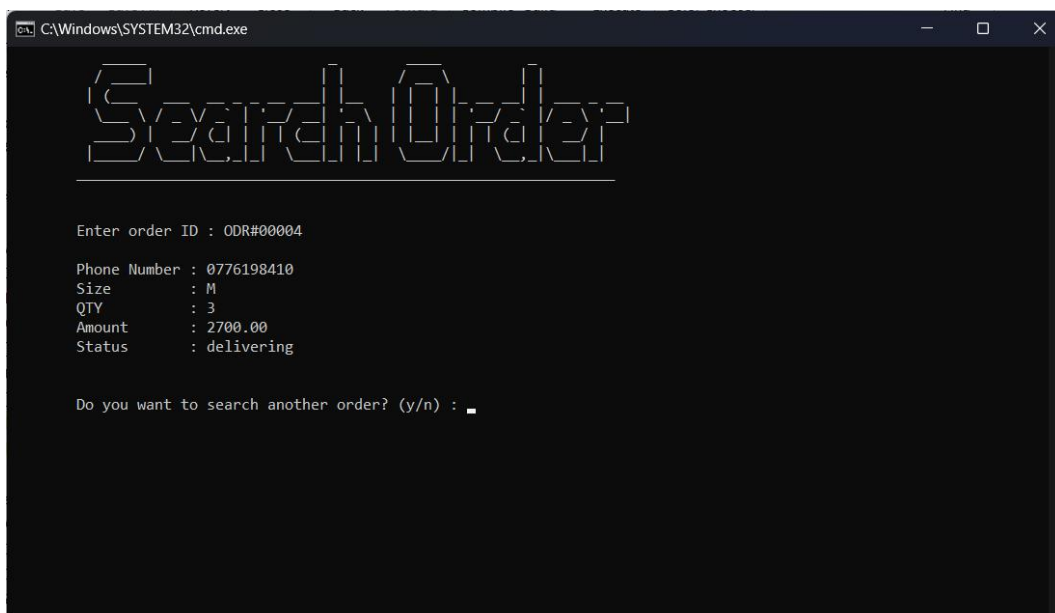 C:\Windows\SYSTEM32\cmd.exe
Search Order
Enter order ID : ODR#00004
Phone Number : 0776198410
Size : M
QTY : 3
Amount : 2700.00
Status : delivering
Do you want to search another order? (y/n) :